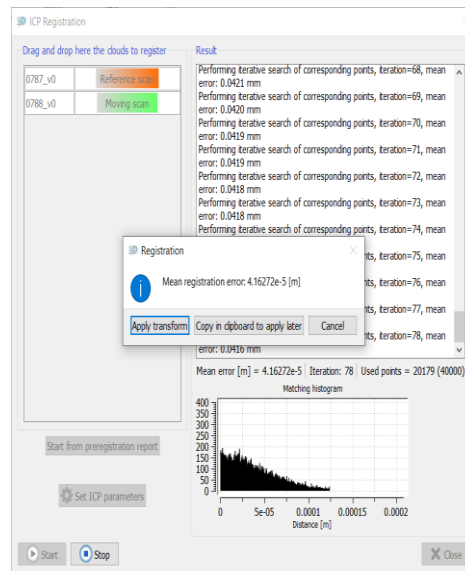 ICP Registration
Drag and drop here the clouds to register
0787_v0 Reference scan
0788_v0 Moving scan
Result
Performing iterative search of corresponding points, iteration=68, mean
error: 0.0421 mm
Performing iterative search of corresponding points, iteration=69, mean
error: 0.0420 mm
Performing iterative search of corresponding points, iteration=70, mean
error: 0.0419 mm
Performing iterative search of corresponding points, iteration=71, mean
error: 0.0419 mm
Performing iterative search of corresponding points, iteration=72, mean
error: 0.0418 mm
Performing iterative search of corresponding points, iteration=73, mean
error: 0.0418 mm
Performing iterative search of corresponding points, iteration=74, mean
nts, iteration=75, mean
nts, iteration=76, mean
nts, iteration=77, mean
nts, iteration=78, mean
error: 0.0416 mm
Registration
Mean registration error: 4.16272e-5 [m]
Apply transform Copy in clipboard to apply later Cancel
Mean error [m] = 4.16272e-5 Iteration: 78 Used points = 20179 (40000)
Matching histogram
400
350
300
250
200
150
100
50
0
0 5e-05 0.0001 0.00015 0.0002
Distance [m]
Start from preregistration report
Set ICP parameters
Start Stop Close